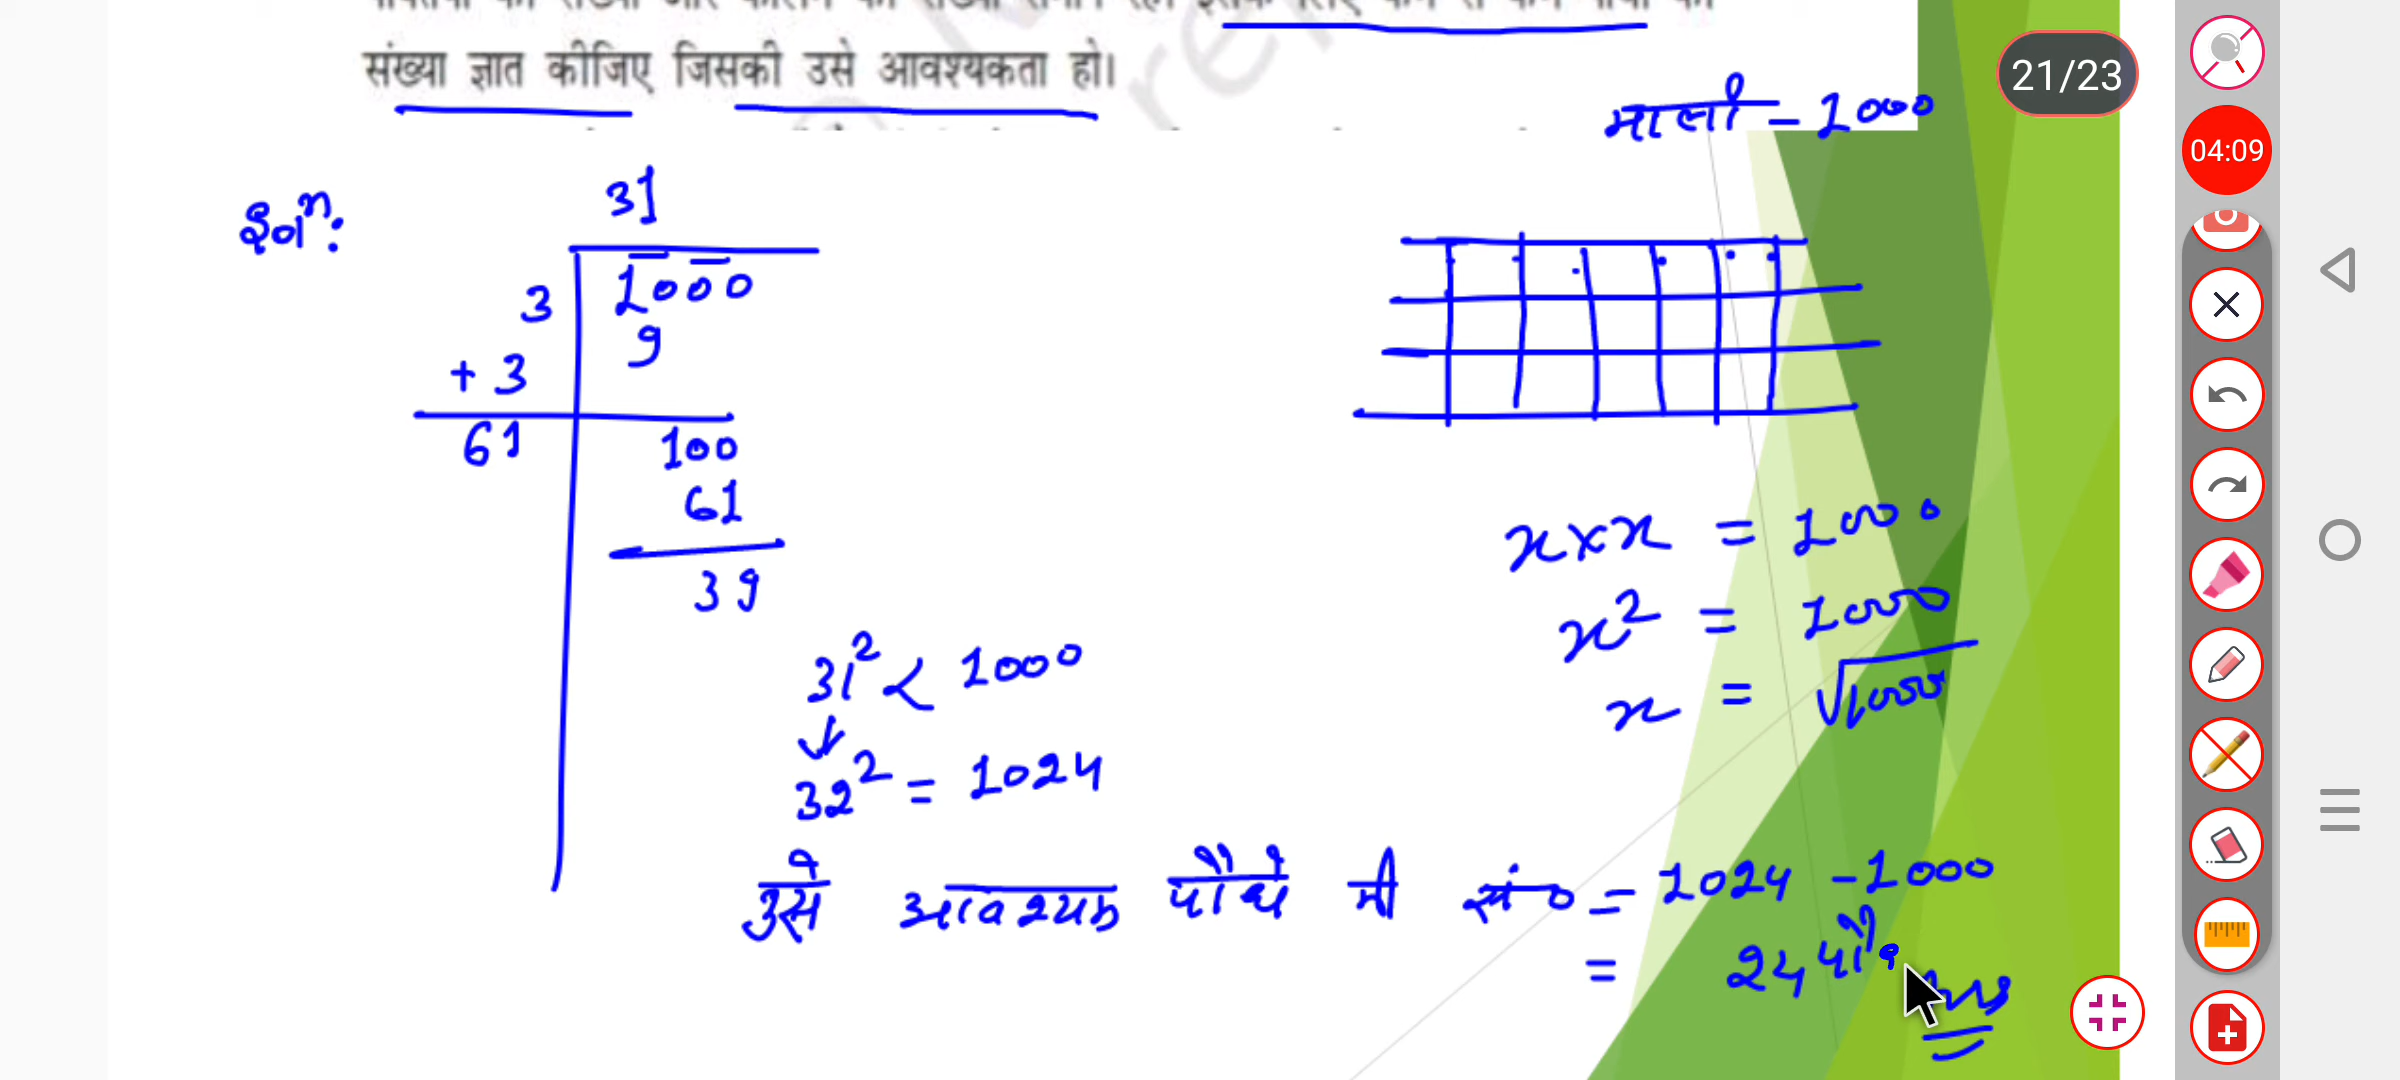 संख्या ज्ञात कीजिए जिसकी उसे आवश्यकता हो।
21/23
माली - 1000
04:09
Solⁿ:
31
3 1000
9
+ 3
61 100
61
39
x×x = 1000
x² = 1000
x = √1000
31² < 1000
32² = 1024
उसे आवश्यक पौधों की सं० = 1024 - 1000
= 24 पौधे Ans